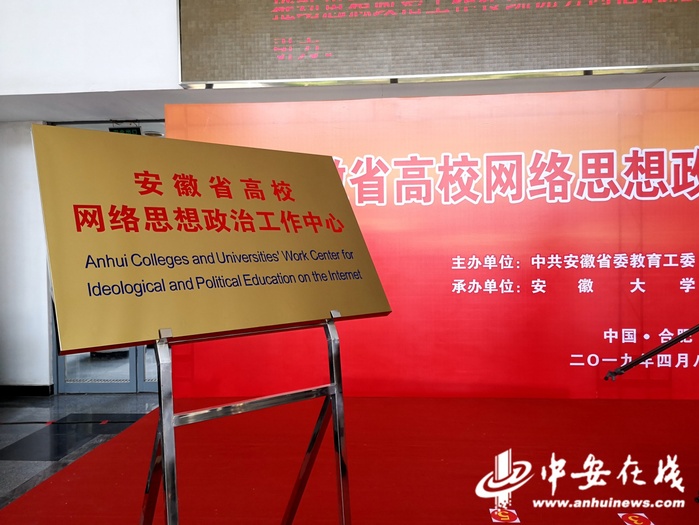 引力.
安徽省高校
网络思想政治工作中心
Anhui Colleges and Universities' Work Center for
Ideological and Political Education on the Internet
徽省高校网络思想政
主办单位：中共安徽省委教育工委
承办单位：安徽大学
中国·合肥
二〇一九年四月八
中安在线
www.anhuinews.com